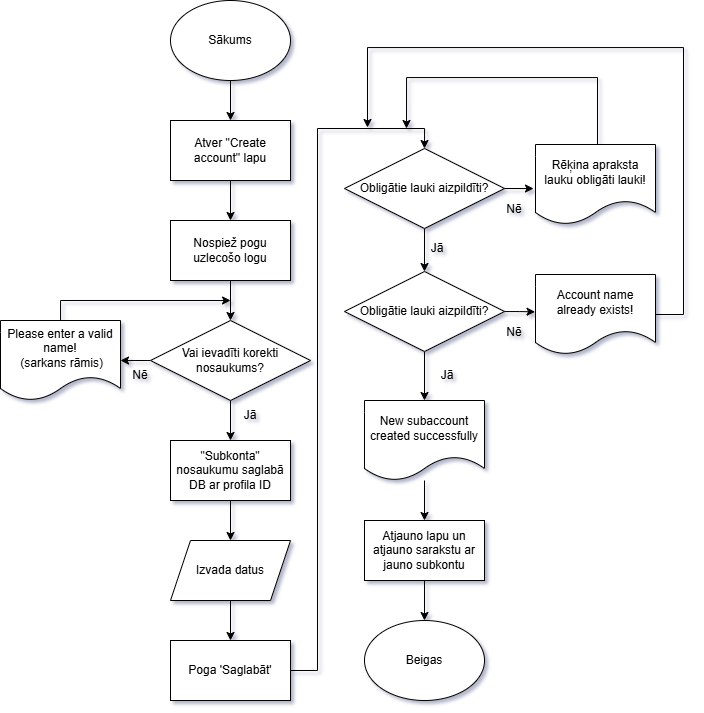 Sākums
Atver "Create
account" lapu
Nospiež pogu
uzlecošo logu
Please enter a valid
name!
(sarkans rāmis)
Nē
Vai ievadīti korekti
nosaukums?
Jā
"Subkonta"
nosaukumu saglabā
DB ar profila ID
Izvada datus
Poga 'Saglabāt'
Obligātie lauki aizpildīti?
Nē
Rēķina apraksta
lauku obligāti lauki!
Jā
Obligātie lauki aizpildīti?
Nē
Account name
already exists!
Jā
New subaccount
created successfully
Atjauno lapu un
atjauno sarakstu ar
jauno subkontu
Beigas